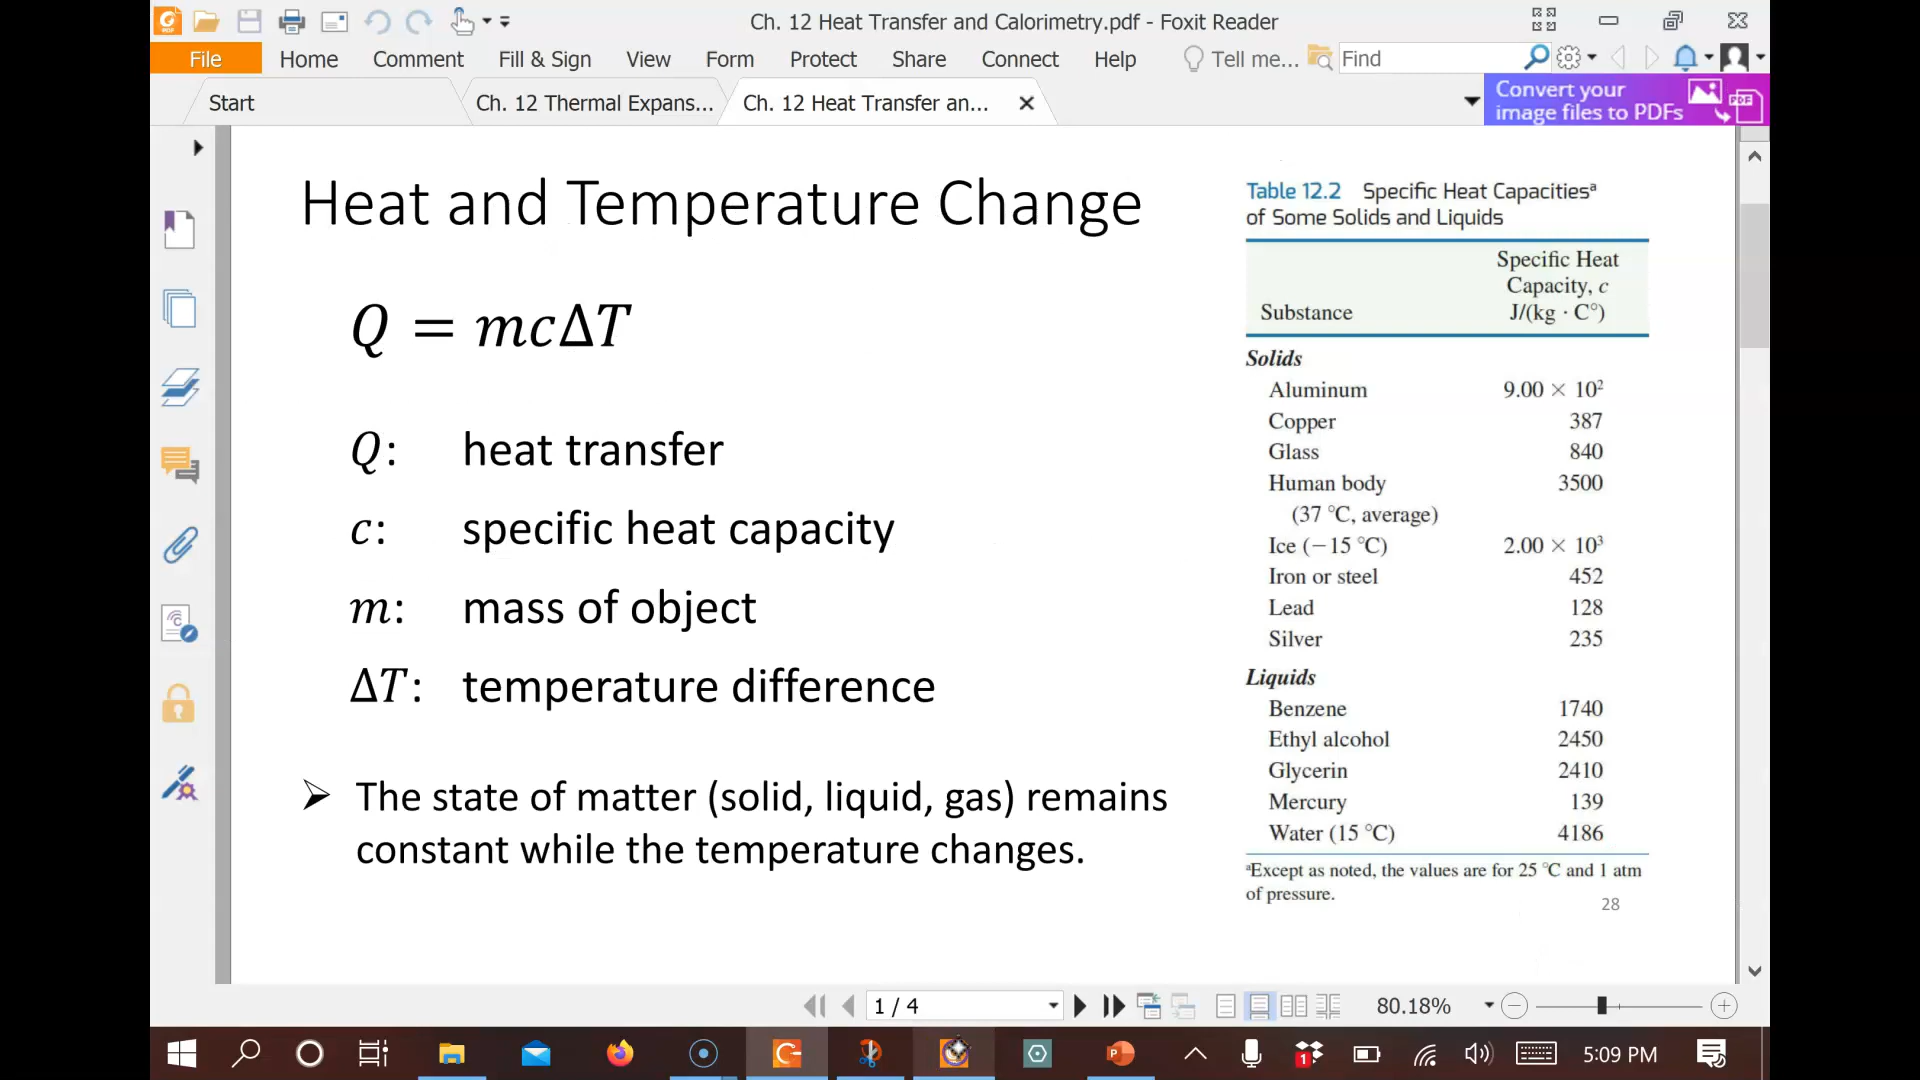 Ch. 12 Heat Transfer and Calorimetry.pdf - Foxit Reader
File Home Comment Fill & Sign View Form Protect Share Connect Help Tell me... Find
Start Ch. 12 Thermal Expans... Ch. 12 Heat Transfer an...
Convert your
image files to PDFs
PDF
Heat and Temperature Change
Q = mcΔT
Q: heat transfer
c: specific heat capacity
m: mass of object
ΔT: temperature difference
➢ The state of matter (solid, liquid, gas) remains
constant while the temperature changes.
Table 12.2 Specific Heat Capacitiesᵃ
of Some Solids and Liquids
Specific Heat
Capacity, c
Substance J/(kg · C°)
Solids
Aluminum 9.00 × 10²
Copper 387
Glass 840
Human body 3500
(37 °C, average)
Ice (−15 °C) 2.00 × 10³
Iron or steel 452
Lead 128
Silver 235
Liquids
Benzene 1740
Ethyl alcohol 2450
Glycerin 2410
Mercury 139
Water (15 °C) 4186
ᵃExcept as noted, the values are for 25 °C and 1 atm
of pressure.
28
1 / 4 80.18%
1 5:09 PM